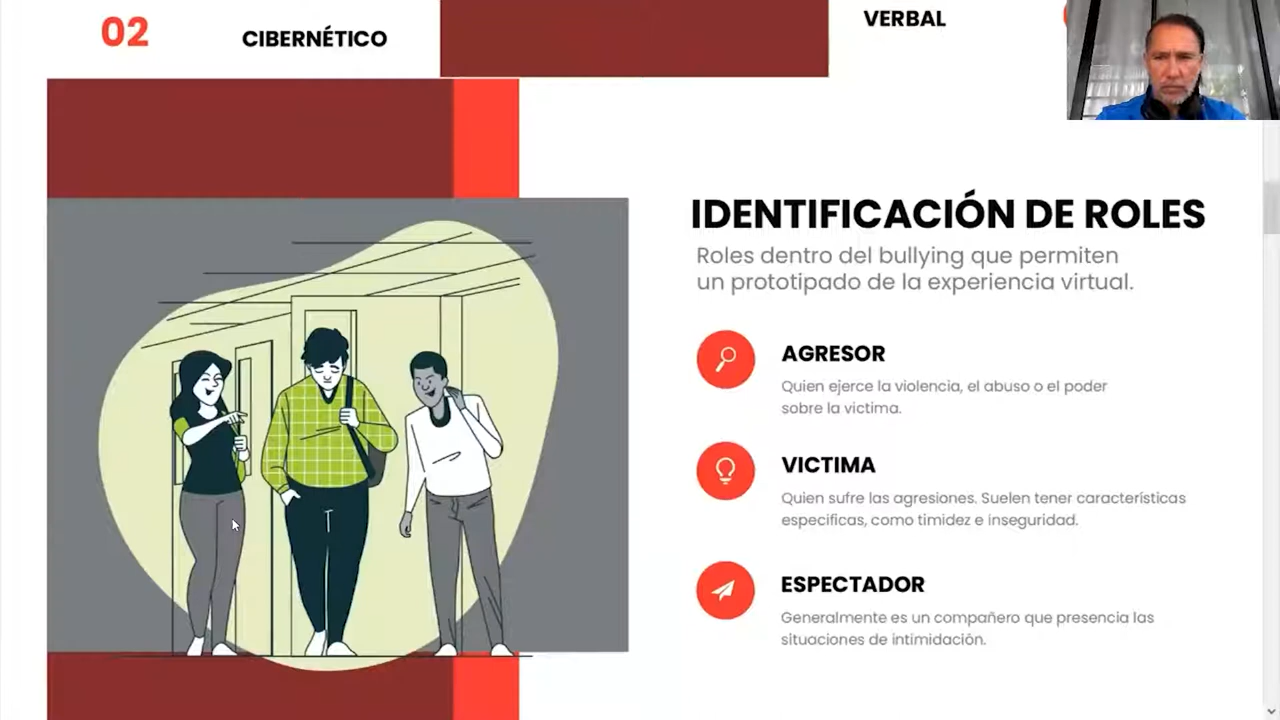 02
CIBERNÉTICO
VERBAL
IDENTIFICACIÓN DE ROLES
Roles dentro del bullying que permiten
un prototipado de la experiencia virtual.
AGRESOR
Quien ejerce la violencia, el abuso o el poder
sobre la victima.
VICTIMA
Quien sufre las agresiones. Suelen tener características
especificas, como timidez e inseguridad.
ESPECTADOR
Generalmente es un compañero que presencia las
situaciones de intimidación.